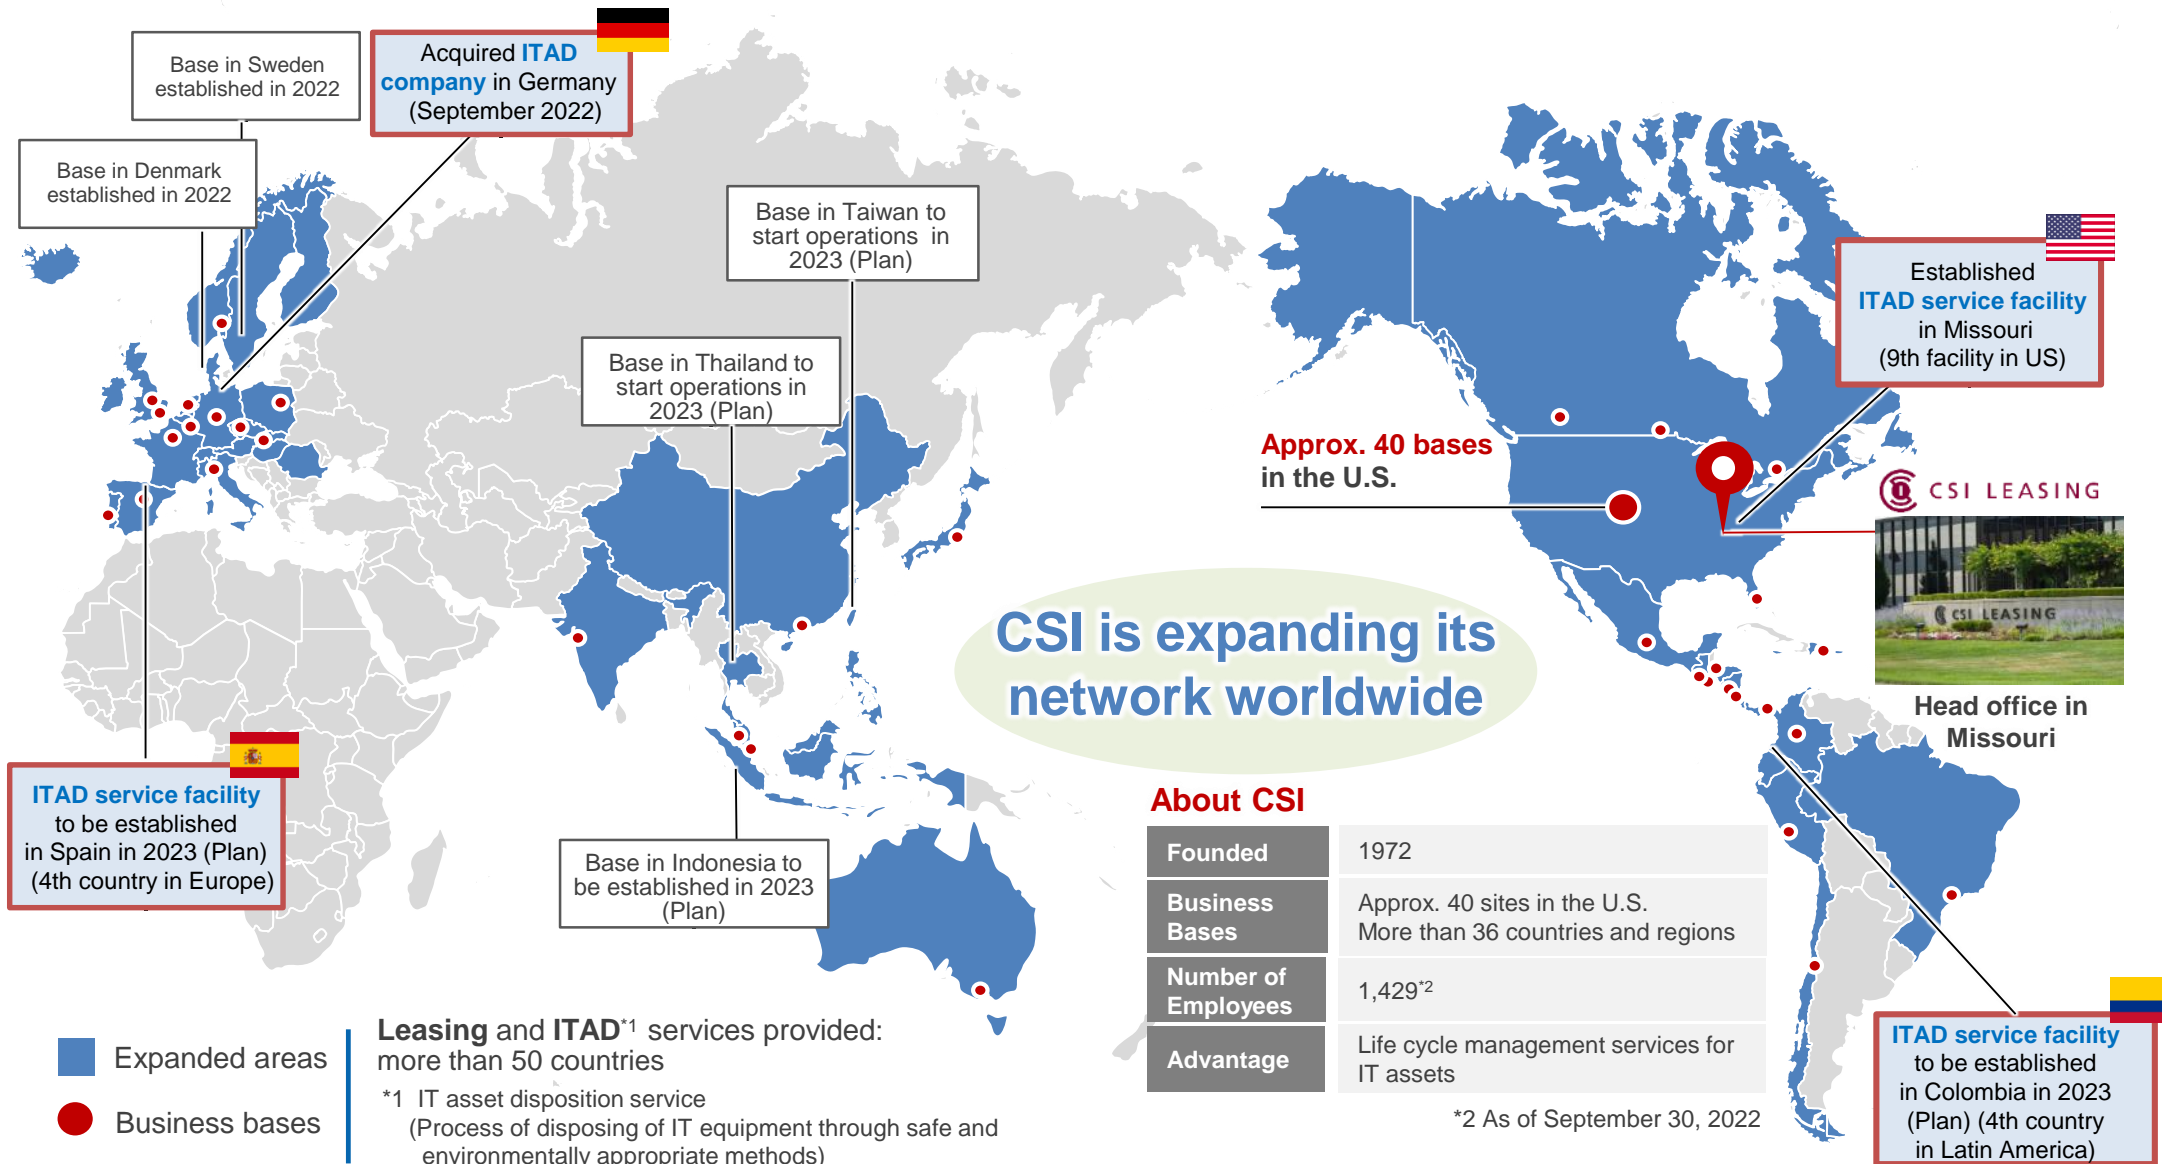 Base in Sweden
established in 2022
Acquired ITAD
company in Germany
(September 2022)
Base in Denmark
established in 2022
Base in Taiwan to
start operations in
2023 (Plan)
Base in Thailand to
start operations in
2023 (Plan)
Established
ITAD service facility
in Missouri
(9th facility in US)
Approx. 40 bases
in the U.S.
CSI LEASING
CSI LEASING
Head office in
Missouri
CSI is expanding its
network worldwide
ITAD service facility
to be established
in Spain in 2023 (Plan)
(4th country in Europe)
Base in Indonesia to
be established in 2023
(Plan)
About CSI
Founded
1972
Business
Bases
Approx. 40 sites in the U.S.
More than 36 countries and regions
Number of
Employees
1,429*2
Advantage
Life cycle management services for
IT assets
*2 As of September 30, 2022
ITAD service facility
to be established
in Colombia in 2023
(Plan) (4th country
in Latin America)
Expanded areas
Business bases
Leasing and ITAD*1 services provided:
more than 50 countries
*1 IT asset disposition service
(Process of disposing of IT equipment through safe and
environmentally appropriate methods)